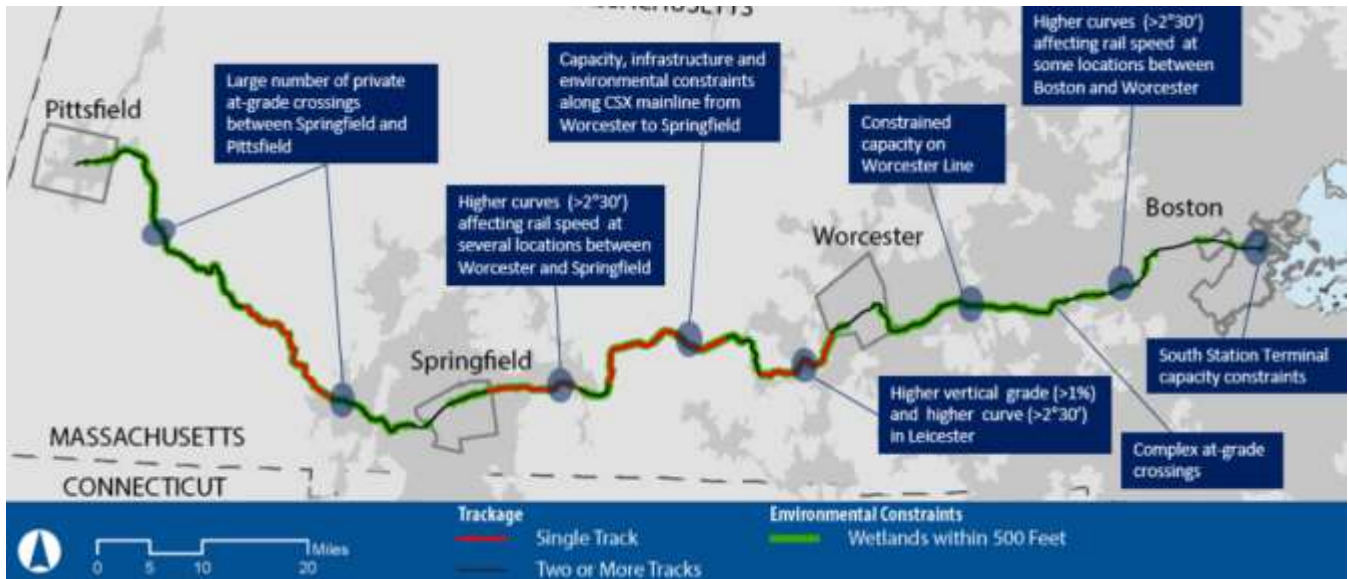 Pittsfield
Large number of private
at-grade crossings
between Springfield and
Pittsfield
Capacity, infrastructure and
environmental constraints
along CSX mainline from
Worcester to Springfield
Higher curves (>2°30')
affecting rail speed at
some locations between
Boston and Worcester
Constrained
capacity on
Worcester Line
Higher curves (>2°30')
affecting rail speed at
several locations between
Worcester and Springfield
Worcester
Boston
Springfield
South Station Terminal
capacity constraints
Higher vertical grade (>1%)
and higher curve (>2°30')
in Leicester
Complex at-grade
crossings
MASSACHUSETTS
CONNECTICUT
Trackage
Single Track
Two or More Tracks
Environmental Constraints
Wetlands within 500 Feet
Miles
0 5 10 20